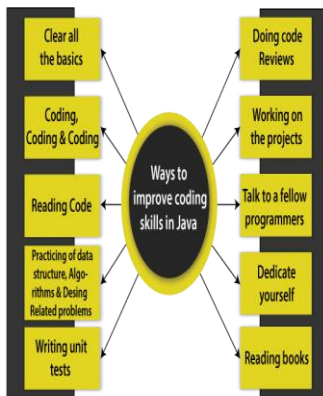 Clear all
the basics
Coding,
Coding & Coding
Reading Code
Practicing of data
structure, Algo-
rithms & Desing
Related problems
Writing unit
tests
Ways to
improve coding
skills in Java
Doing code
Reviews
Working on
the projects
Talk to a fellow
programmers
Dedicate
yourself
Reading books